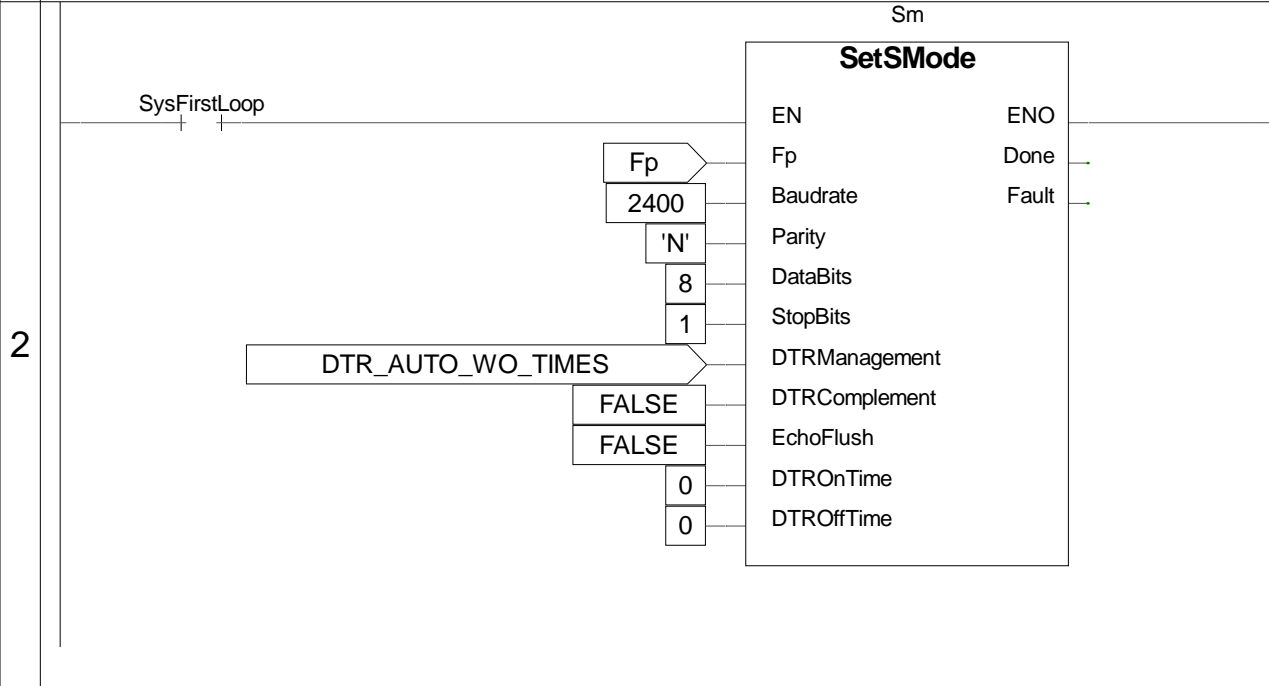 Sm
SetSMode
SysFirstLoop
EN ENO
Fp Fp Done
2400 Baudrate Fault
'N' Parity
8 DataBits
1 StopBits
2
DTR_AUTO_WO_TIMES DTRManagement
FALSE DTRComplement
FALSE EchoFlush
0 DTROnTime
0 DTROffTime